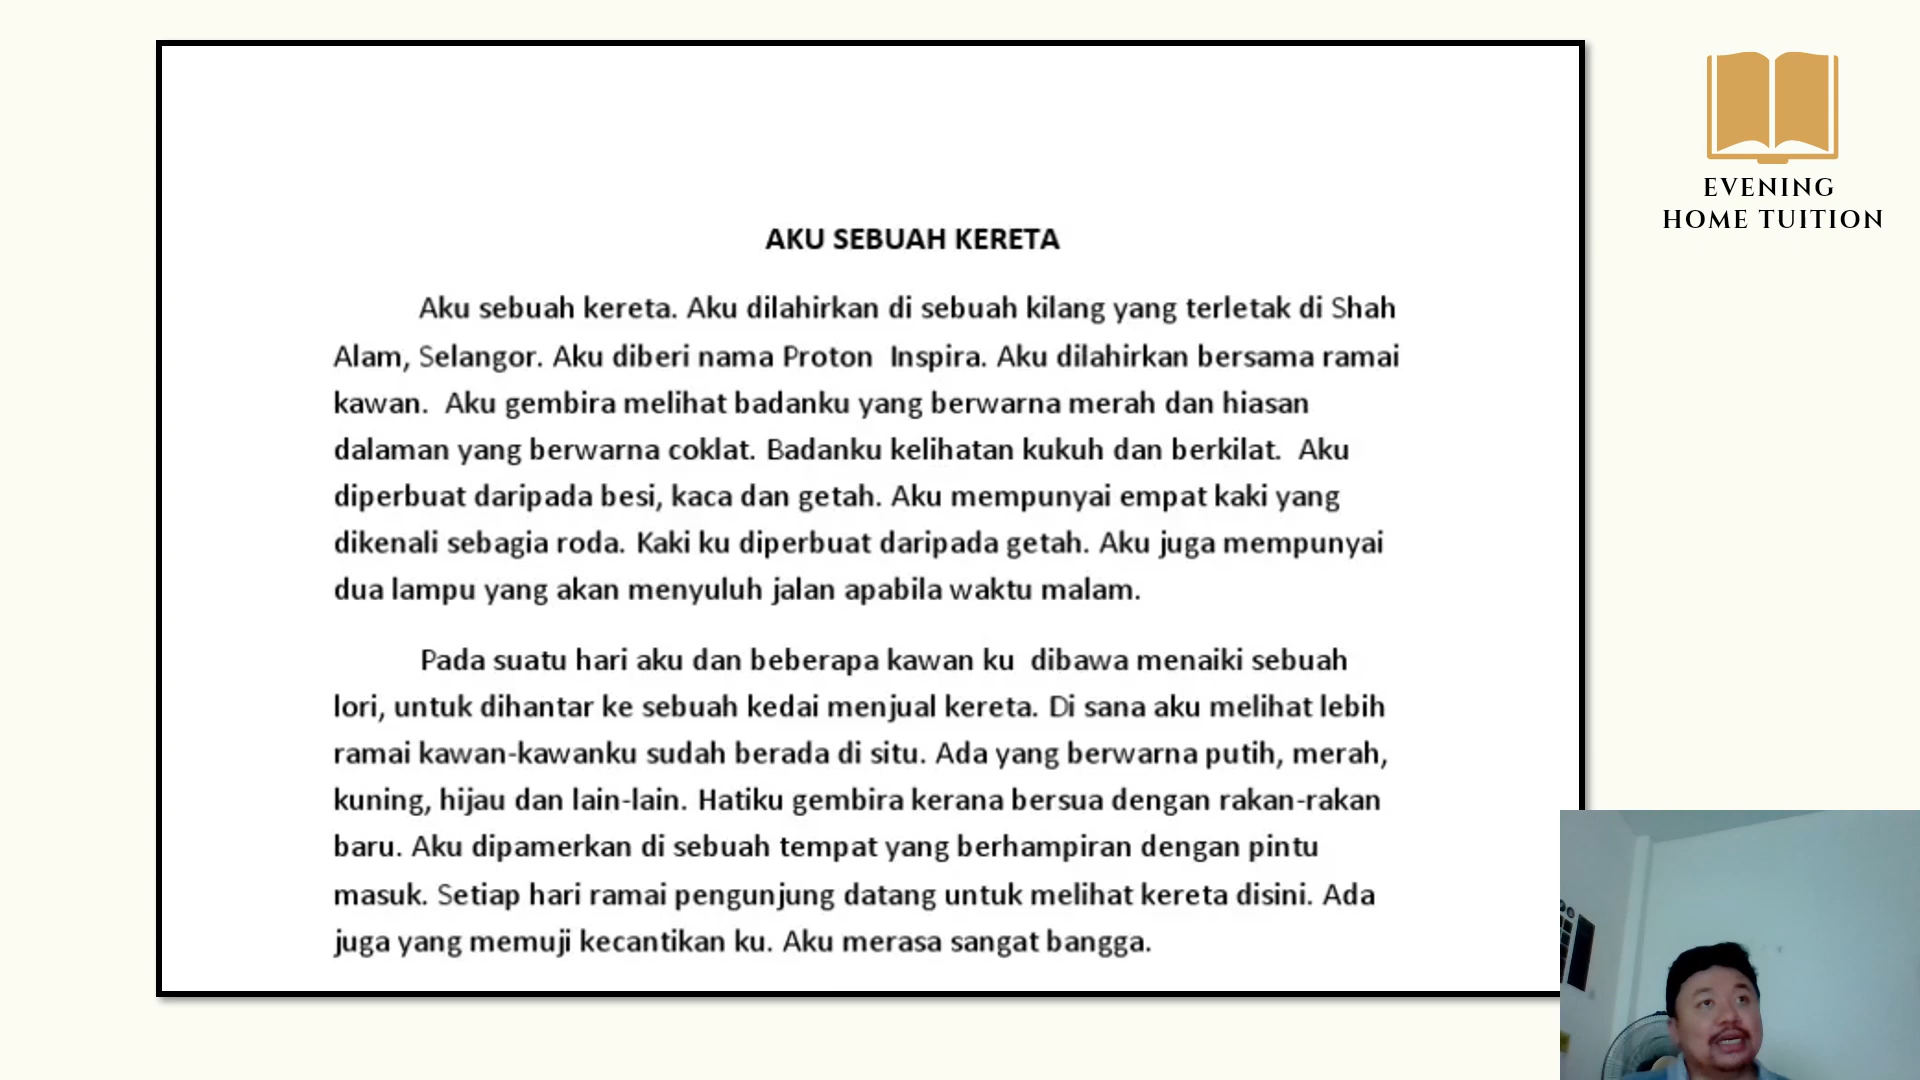 AKU SEBUAH KERETA
Aku sebuah kereta. Aku dilahirkan di sebuah kilang yang terletak di Shah
Alam, Selangor. Aku diberi nama Proton Inspira. Aku dilahirkan bersama ramai
kawan. Aku gembira melihat badanku yang berwarna merah dan hiasan
dalaman yang berwarna coklat. Badanku kelihatan kukuh dan berkilat. Aku
diperbuat daripada besi, kaca dan getah. Aku mempunyai empat kaki yang
dikenali sebagia roda. Kaki ku diperbuat daripada getah. Aku juga mempunyai
dua lampu yang akan menyuluh jalan apabila waktu malam.
Pada suatu hari aku dan beberapa kawan ku dibawa menaiki sebuah
lori, untuk dihantar ke sebuah kedai menjual kereta. Di sana aku melihat lebih
ramai kawan-kawanku sudah berada di situ. Ada yang berwarna putih, merah,
kuning, hijau dan lain-lain. Hatiku gembira kerana bersua dengan rakan-rakan
baru. Aku dipamerkan di sebuah tempat yang berhampiran dengan pintu
masuk. Setiap hari ramai pengunjung datang untuk melihat kereta disini. Ada
juga yang memuji kecantikan ku. Aku merasa sangat bangga.
EVENING
HOME TUITION